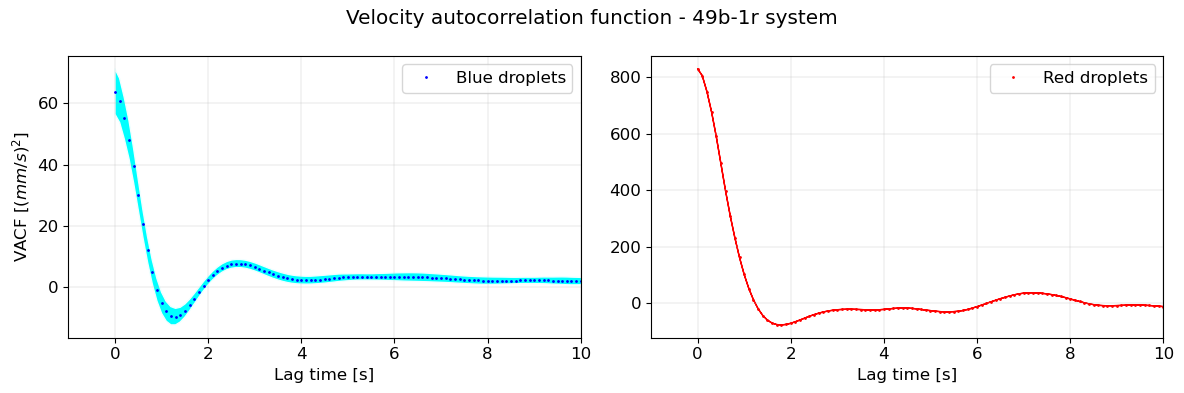 Velocity autocorrelation function - 49b-1r system
VACF [(mm/s)²]
60
40
20
0
Blue droplets
0 2 4 6 8 10
Lag time [s]
800
600
400
200
0
Red droplets
0 2 4 6 8 10
Lag time [s]